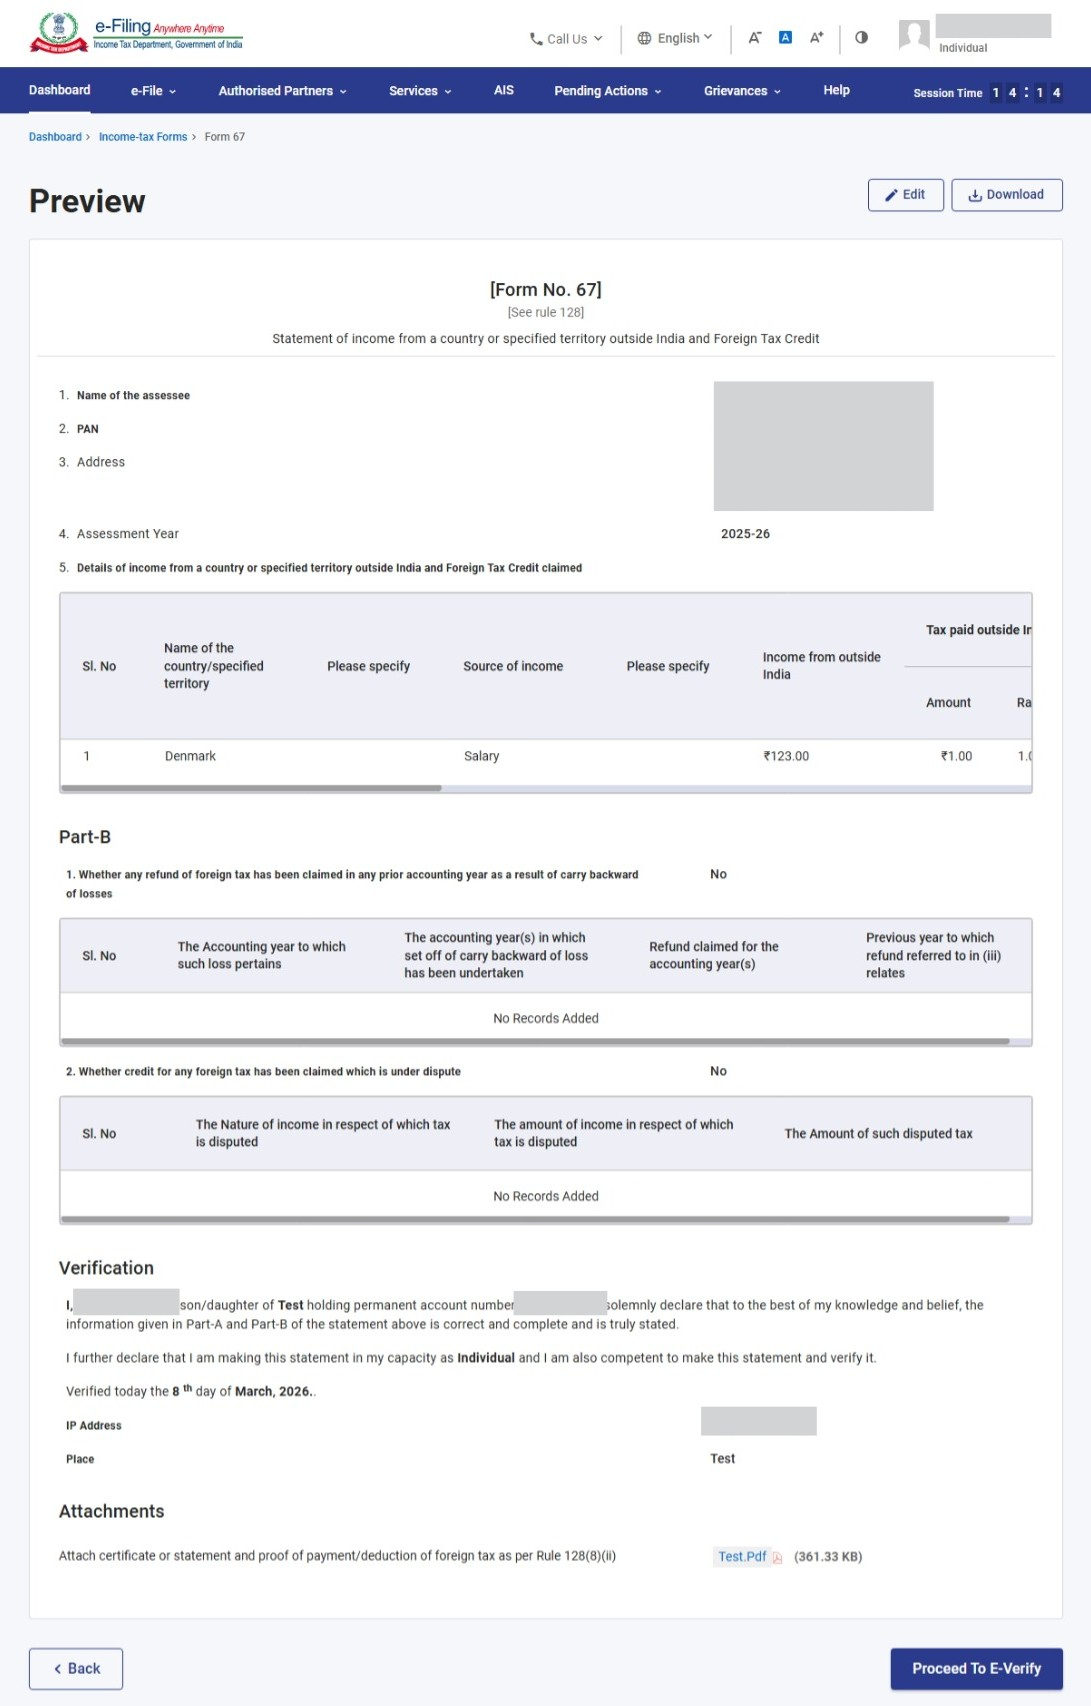 e-Filing Anywhere Anytime
Income Tax Department, Government of India
Call Us
English
A-
A
A+
Individual
Dashboard
e-File
Authorised Partners
Services
AIS
Pending Actions
Grievances
Help
Session Time 1 4 : 1 4
Dashboard > Income-tax Forms > Form 67
Preview
Edit
Download
[Form No. 67]
[See rule 128]
Statement of income from a country or specified territory outside India and Foreign Tax Credit
1. Name of the assessee
2. PAN
3. Address
4. Assessment Year 2025-26
5. Details of income from a country or specified territory outside India and Foreign Tax Credit claimed
Sl. No
Name of the
country/specified
territory
Please specify
Source of income
Please specify
Income from outside
India
Tax paid outside
Amount
1 Denmark Salary ₹123.00 ₹1.00
Part-B
1. Whether any refund of foreign tax has been claimed in any prior accounting year as a result of carry backward No
of losses
Sl. No
The Accounting year to which
such loss pertains
The accounting year(s) in which
set off of carry backward of loss
has been undertaken
Refund claimed for the
accounting year(s)
Previous year to which
refund referred to in (iii)
relates
No Records Added
2. Whether credit for any foreign tax has been claimed which is under dispute No
Sl. No
The Nature of income in respect of which tax
is disputed
The amount of income in respect of which
tax is disputed
The Amount of such disputed tax
No Records Added
Verification
I, son/daughter of Test holding permanent account number solemnly declare that to the best of my knowledge and belief, the
information given in Part-A and Part-B of the statement above is correct and complete and is truly stated.
I further declare that I am making this statement in my capacity as Individual and I am also competent to make this statement and verify it.
Verified today the 8 th day of March, 2026..
IP Address
Place Test
Attachments
Attach certificate or statement and proof of payment/deduction of foreign tax as per Rule 128(8)(ii) Test.Pdf (361.33 KB)
< Back
Proceed To E-Verify